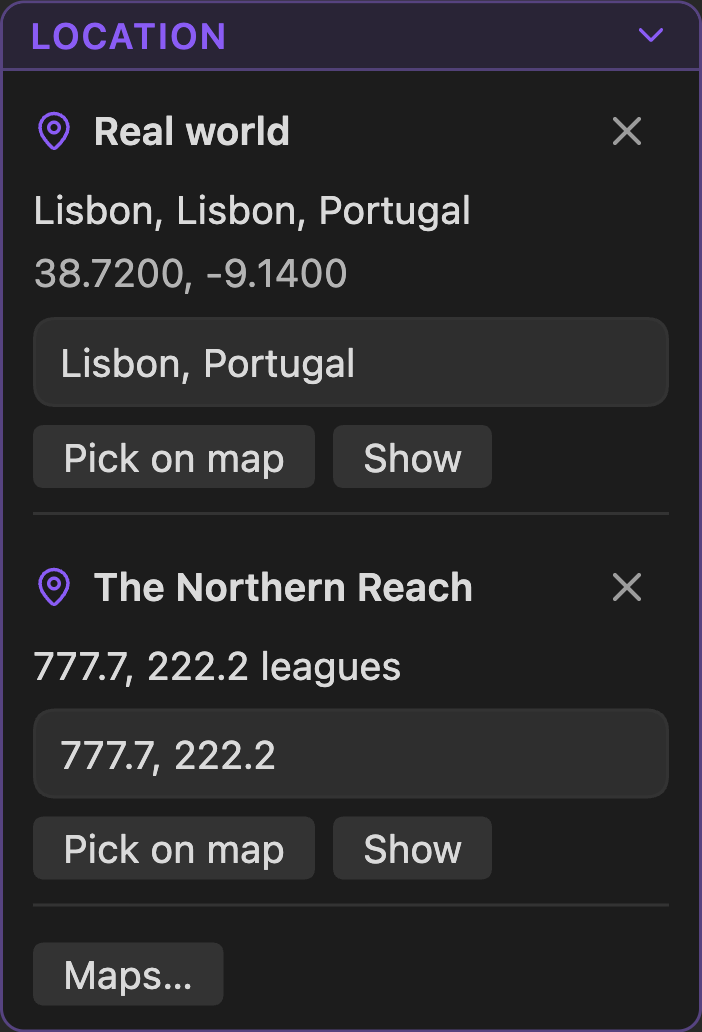 LOCATION
Real world
Lisbon, Lisbon, Portugal
38.7200, -9.1400
Lisbon, Portugal
Pick on map Show
The Northern Reach
777.7, 222.2 leagues
777.7, 222.2
Pick on map Show
Maps...